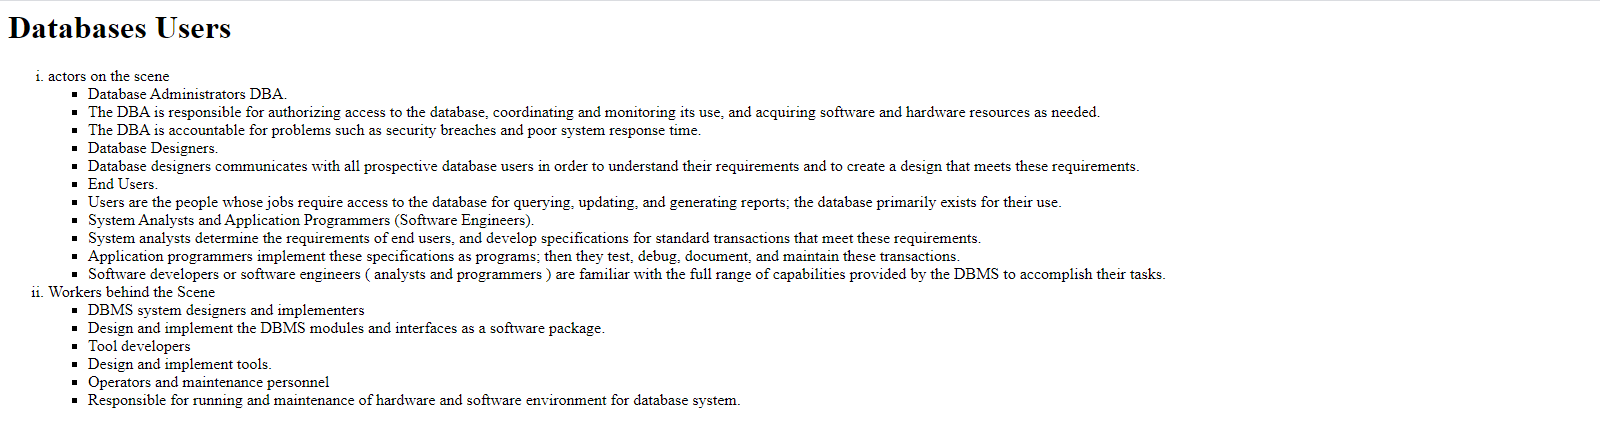 Databases Users
i. actors on the scene
▪ Database Administrators DBA.
▪ The DBA is responsible for authorizing access to the database, coordinating and monitoring its use, and acquiring software and hardware resources as needed.
▪ The DBA is accountable for problems such as security breaches and poor system response time.
▪ Database Designers.
▪ Database designers communicates with all prospective database users in order to understand their requirements and to create a design that meets these requirements.
▪ End Users.
▪ Users are the people whose jobs require access to the database for querying, updating, and generating reports; the database primarily exists for their use.
▪ System Analysts and Application Programmers (Software Engineers).
▪ System analysts determine the requirements of end users, and develop specifications for standard transactions that meet these requirements.
▪ Application programmers implement these specifications as programs; then they test, debug, document, and maintain these transactions.
▪ Software developers or software engineers ( analysts and programmers ) are familiar with the full range of capabilities provided by the DBMS to accomplish their tasks.
ii. Workers behind the Scene
▪ DBMS system designers and implementers
▪ Design and implement the DBMS modules and interfaces as a software package.
▪ Tool developers
▪ Design and implement tools.
▪ Operators and maintenance personnel
▪ Responsible for running and maintenance of hardware and software environment for database system.